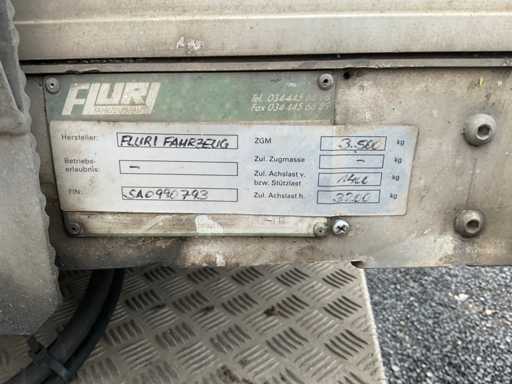 FLURI
Tel. 034 445
Fax 034 445
Hersteller: FLURI FAHRZEUG
ZGM 3.500 kg
Betriebs-
erlaubnis: –
Zul. Zugmasse – kg
Zul. Achslast v.
bzw. Stützlast kg
FIN: SA0990793
Zul. Achslast h. kg